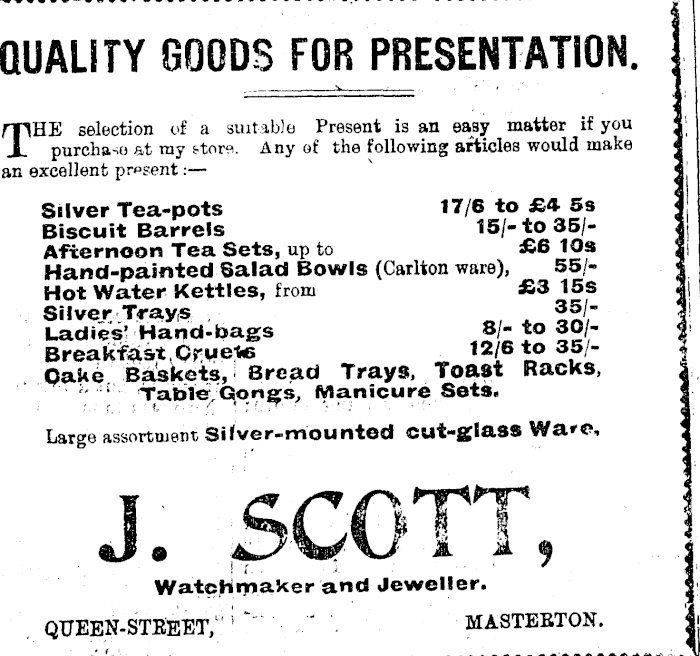 QUALITY GOODS FOR PRESENTATION.
THE selection of a suitable Present is an easy matter if you
purchase at my store. Any of the following articles would make
an excellent present :—
Silver Tea-pots 17/6 to £4 5s
Biscuit Barrels 15/- to 35/-
Afternoon Tea Sets, up to £6 10s
Hand-painted Salad Bowls (Carlton ware), 55/-
Hot Water Kettles, from £3 15s
Silver Trays 35/-
Ladies' Hand-bags 8/- to 30/-
Breakfast Cruets 12/6 to 35/-
Cake Baskets, Bread Trays, Toast Racks,
Table Gongs, Manicure Sets.
Large assortment Silver-mounted cut-glass Ware,
J. SCOTT,
Watchmaker and Jeweller.
QUEEN-STREET, MASTERTON.